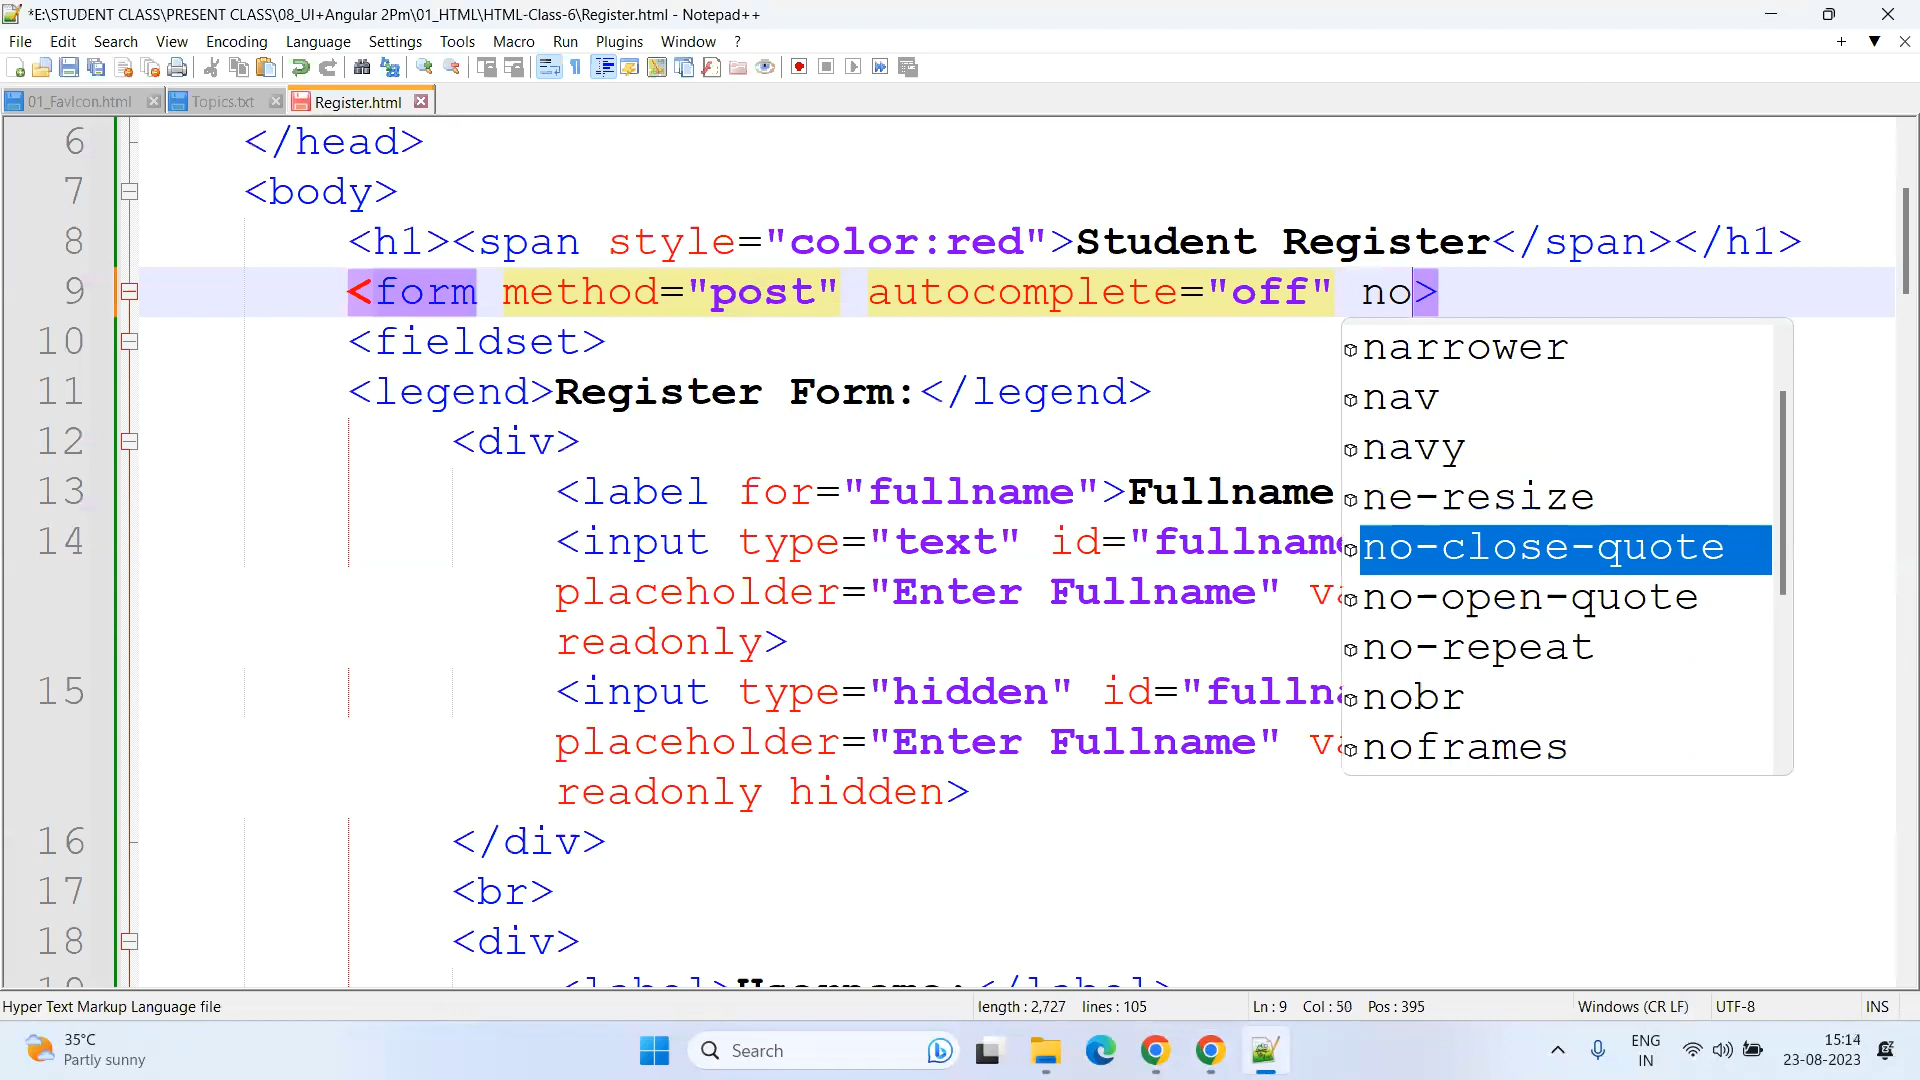 *E:\STUDENT CLASS\PRESENT CLASS\08_UI+Angular 2Pm\01_HTML\HTML-Class-6\Register.html - Notepad++
File Edit Search View Encoding Language Settings Tools Macro Run Plugins Window ?
01_FavIcon.html Topics.txt Register.html
6 </head>
7 <body>
8 <h1><span style="color:red">Student Register</span></h1>
9 <form method="post" autocomplete="off" no>
10 <fieldset>
11 <legend>Register Form:</legend>
12 <div>
13 <label for="fullname">Fullname
14 <input type="text" id="fullname
placeholder="Enter Fullname" va
readonly>
15 <input type="hidden" id="fullna
placeholder="Enter Fullname" va
readonly hidden>
16 </div>
17 <br>
18 <div>
19 <label>Username:</label>
narrower
nav
navy
ne-resize
no-close-quote
no-open-quote
no-repeat
nobr
noframes
Hyper Text Markup Language file length : 2,727 lines : 105 Ln : 9 Col : 50 Pos : 395 Windows (CR LF) UTF-8 INS
35°C
Partly sunny
Search
ENG
IN
15:14
23-08-2023